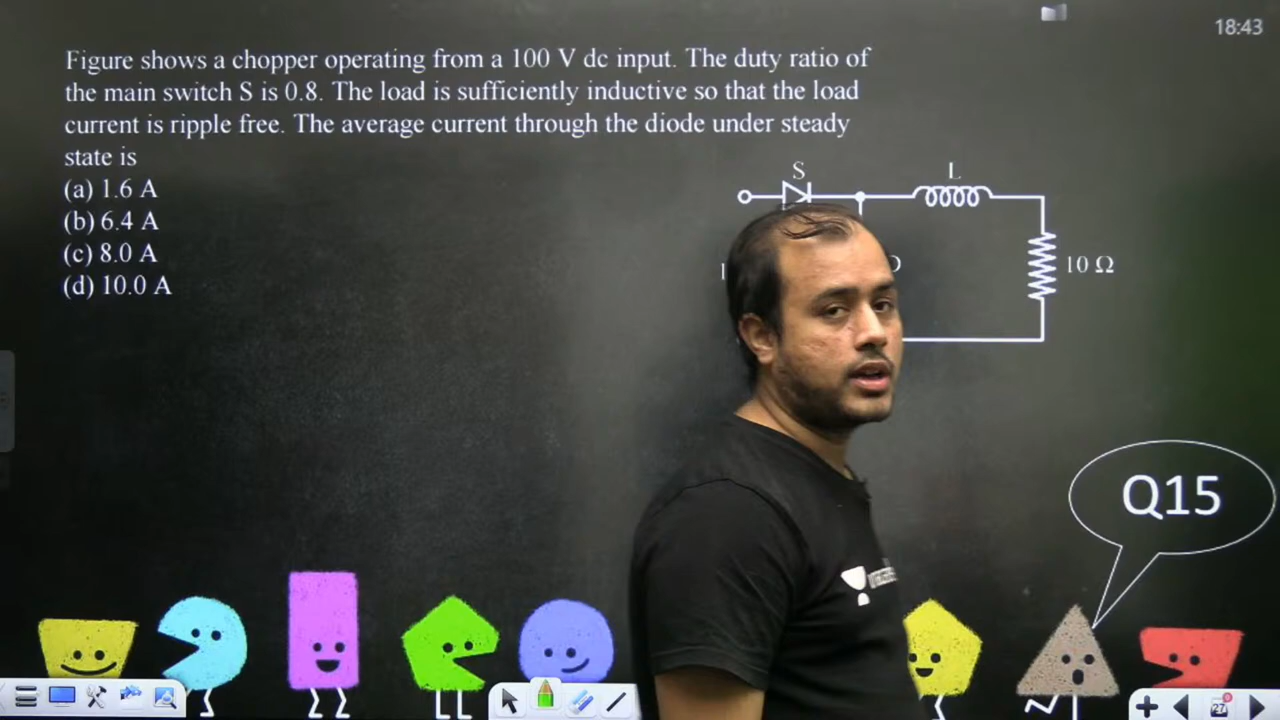 18:43
Figure shows a chopper operating from a 100 V dc input. The duty ratio of
the main switch S is 0.8. The load is sufficiently inductive so that the load
current is ripple free. The average current through the diode under steady
state is
(a) 1.6 A
(b) 6.4 A
(c) 8.0 A
(d) 10.0 A
S
L
10 Ω
Q15
27